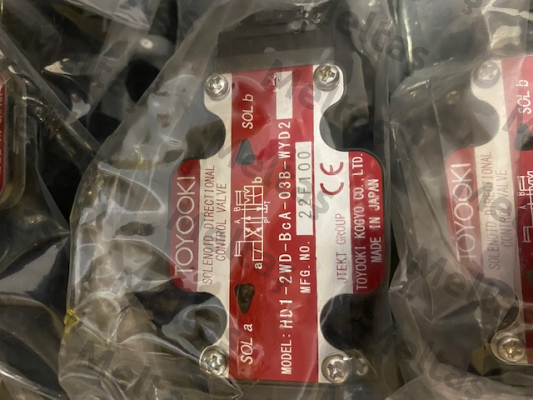 TOYOOKI
SOLENOID DIRECTIONAL
CONTROL VALVE
SOL a
SOL b
a
b
A B
P T
MODEL: HD1-2WD-BcA-03B-WYD2
MFG. NO. 22F100
JTEKT GROUP
CE
TOYOOKI KOGYO CO. LTD.
MADE IN JAPAN
TOYOOKI
SOLENOID DIRECTIONAL
CONTROL VALVE
SOL b